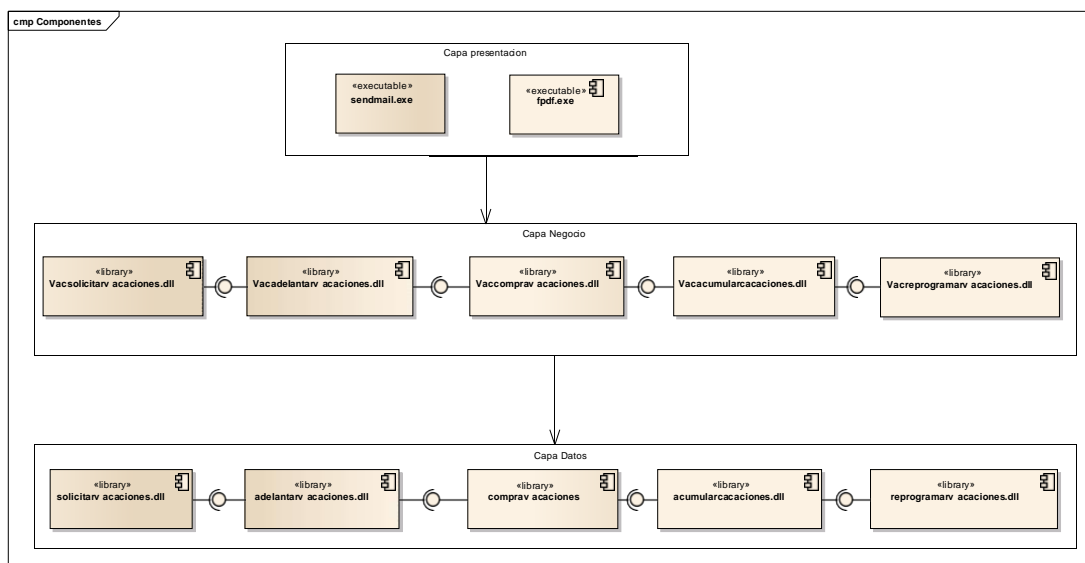 cmp Componentes
Capa presentacion
«executable»
sendmail.exe
«executable»
fpdf.exe
Capa Negocio
«library»
Vacsolicitarv acaciones.dll
«library»
Vacadelantarv acaciones.dll
«library»
Vaccomprav acaciones.dll
«library»
Vacacumularcacaciones.dll
«library»
Vacreprogramarv acaciones.dll
Capa Datos
«library»
solicitarv acaciones.dll
«library»
adelantarv acaciones.dll
«library»
comprav acaciones
«library»
acumularcacaciones.dll
«library»
reprogramarv acaciones.dll